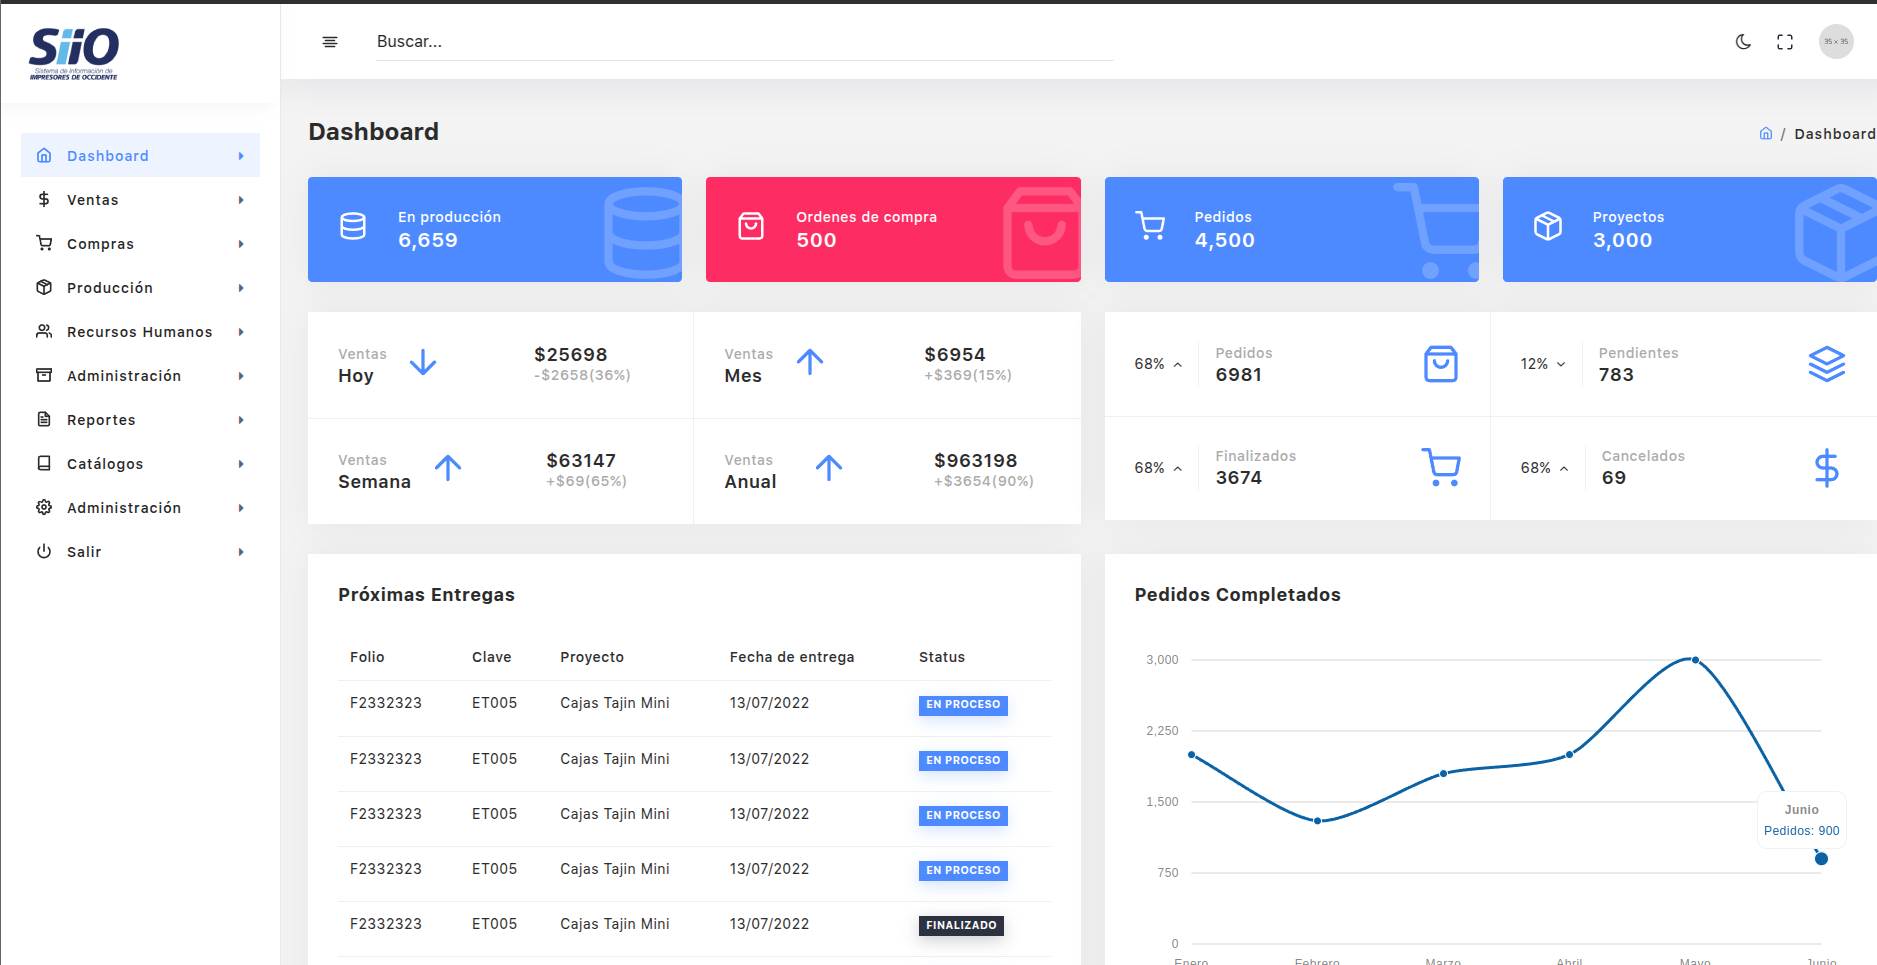 SiiO
Sistema de Información de
IMPRESORES DE OCCIDENTE
Buscar...
35 × 35
Dashboard
Ventas
Compras
Producción
Recursos Humanos
Administración
Reportes
Catálogos
Administración
Salir
Dashboard
/ Dashboard
En producción
6,659
Ordenes de compra
500
Pedidos
4,500
Proyectos
3,000
Ventas
Hoy
$25698
-$2658(36%)
Ventas
Mes
$6954
+$369(15%)
Ventas
Semana
$63147
+$69(65%)
Ventas
Anual
$963198
+$3654(90%)
68%
Pedidos
6981
12%
Pendientes
783
68%
Finalizados
3674
68%
Cancelados
69
Próximas Entregas
Folio Clave Proyecto Fecha de entrega Status
F2332323 ET005 Cajas Tajin Mini 13/07/2022 EN PROCESO
F2332323 ET005 Cajas Tajin Mini 13/07/2022 EN PROCESO
F2332323 ET005 Cajas Tajin Mini 13/07/2022 EN PROCESO
F2332323 ET005 Cajas Tajin Mini 13/07/2022 EN PROCESO
F2332323 ET005 Cajas Tajin Mini 13/07/2022 FINALIZADO
Pedidos Completados
3,000
2,250
1,500
750
0
Junio
Pedidos: 900
Enero Febrero Marzo Abril Mayo Junio